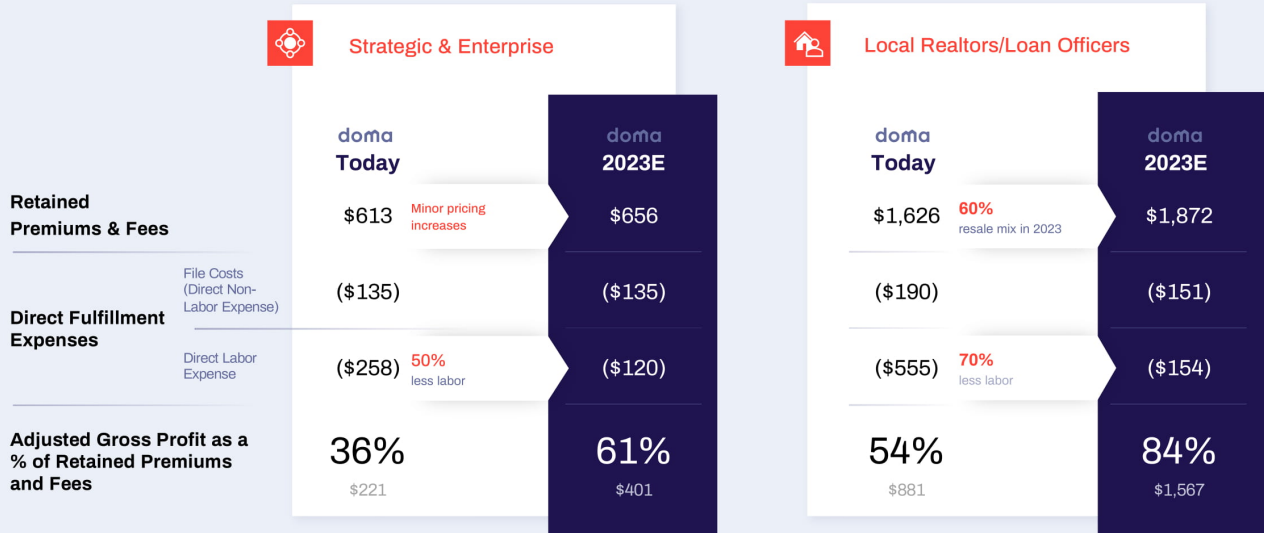 Strategic & Enterprise
Local Realtors/Loan Officers
doma
Today
doma
2023E
doma
Today
doma
2023E
Retained
Premiums & Fees
$613
Minor pricing
increases
$656
$1,626
60%
resale mix in 2023
$1,872
Direct Fulfillment
Expenses
File Costs
(Direct Non-
Labor Expense)
($135)
($135)
($190)
($151)
Direct Labor
Expense
($258)
50%
less labor
($120)
($555)
70%
less labor
($154)
Adjusted Gross Profit as a
% of Retained Premiums
and Fees
36%
$221
61%
$401
54%
$881
84%
$1,567